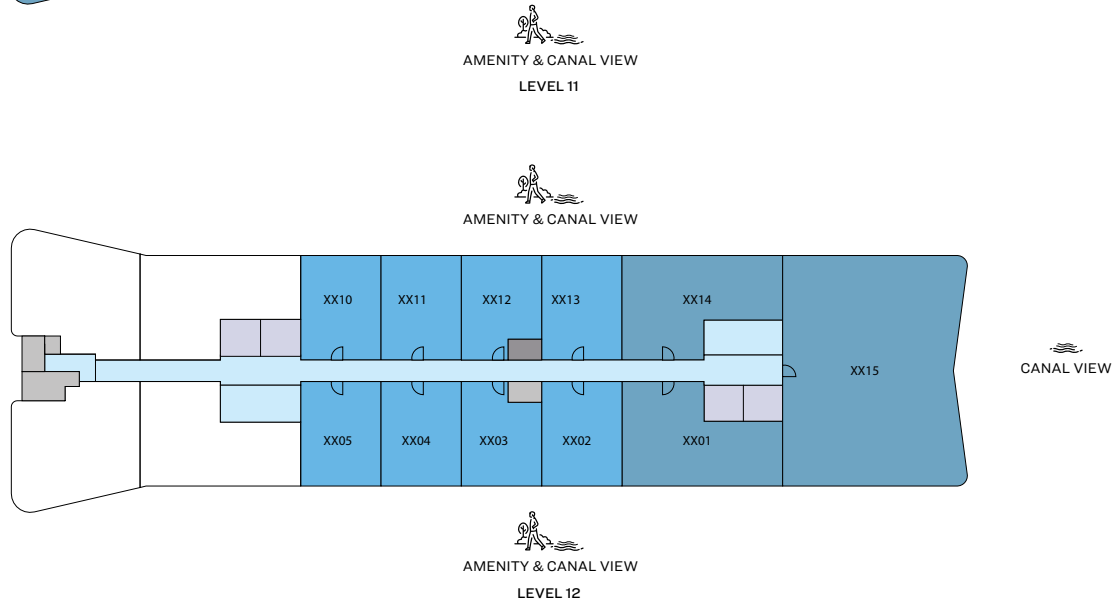 AMENITY & CANAL VIEW
LEVEL 11
AMENITY & CANAL VIEW
XX10 XX11 XX12 XX13 XX14
XX15
CANAL VIEW
XX05 XX04 XX03 XX02 XX01
AMENITY & CANAL VIEW
LEVEL 12